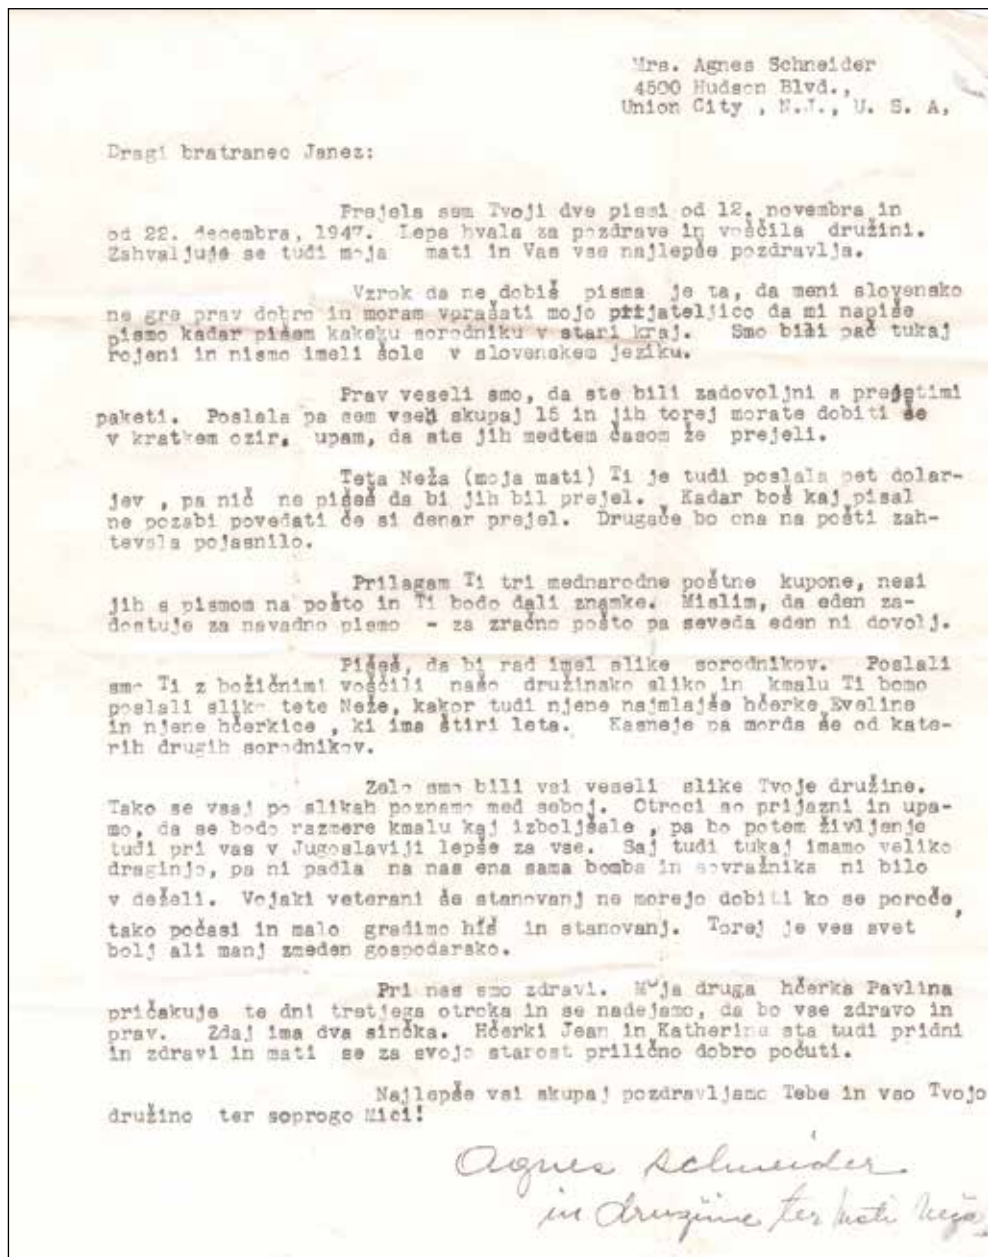 Mrs. Agnes Schneider
4500 Hudson Blvd.,
Union City , N.J., U. S. A,
Dragi bratranec Janez:
Prejela sem Tvoji dve pismi od 12. novembra in
od 22. decembra, 1947. Lepa hvala za pozdrave in voščila družini.
Zahvaljuje se tudi moja mati in Vas vse najlepše pozdravlja.
Vzrok da ne dobiš pisma je ta, da meni slovensko
ne gre prav dobro in moram vprašati mojo prijateljico da mi napiše
pismo kadar pišem kakemu sorodniku v stari kraj. Smo bili pač tukaj
rojeni in nismo imeli šole v slovenskem jeziku.
Prav veseli smo, da ste bili zadovoljni s prejetimi
paketi. Poslala pa sem vseh skupaj 15 in jih torej morate dobiti še
v kratkem ozir. upam, da ste jih medtem časom že prejeli.
Teta Neža (moja mati) Ti je tudi poslala pet dolar-
jev , pa nič ne pišeš da bi jih bil prejel. Kadar boš kaj pisal
ne pozabi povedati če si denar prejel. Drugače bo ona na pošti zah-
tevala pojasnilo.
Prilagam Ti tri mednarodne poštne kupone, nesi
jih s pismom na pošto in Ti bodo dali znamke. Mislim, da eden za-
dostuje za navadno pismo - za zračno pošto pa seveda eden ni dovolj.
Pišeš, da bi rad imel slike sorodnikov. Poslali
smo Ti z božičnimi voščili našo družinsko sliko in kmalu Ti bomo
poslali sliko tete Neže, kakor tudi njene najmlajše hčerke Eveline
in njene hčerkice , ki ima štiri leta. Kasneje pa morda še od kate-
rih drugih sorodnikov.
Zelo smo bili vsi veseli slike Tvoje družine.
Tako se vsaj po slikah poznamo med seboj. Otroci so prijazni in upa-
mo, da se bodo razmere kmalu kaj izboljšale , pa bo potem življenje
tudi pri vas v Jugoslaviji lepše za vse. Saj tudi tukaj imamo veliko
draginjo, pa ni padla na nas ena sama bomba in sovražnika ni bilo
v deželi. Vojaki veterani še stanovanj ne morejo dobiti ko se poroče,
tako počasi in malo gradimo hiš in stanovanj. Torej je ves svet
bolj ali manj zmeden gospodarsko.
Pri nas smo zdravi. Moja druga hčerka Pavlina
pričakuje te dni tretjega otroka in se nadejamo, da bo vse zdravo in
prav. Zdaj ima dva sinčka. Hčerki Jean in Katherine sta tudi pridni
in zdravi in mati se za svojo starost prilično dobro počuti.
Najlepše vsi skupaj pozdravljamo Tebe in vso Tvojo
družino ter soprogo Mici!
Agnes Schneider
in družine ter mati Neža